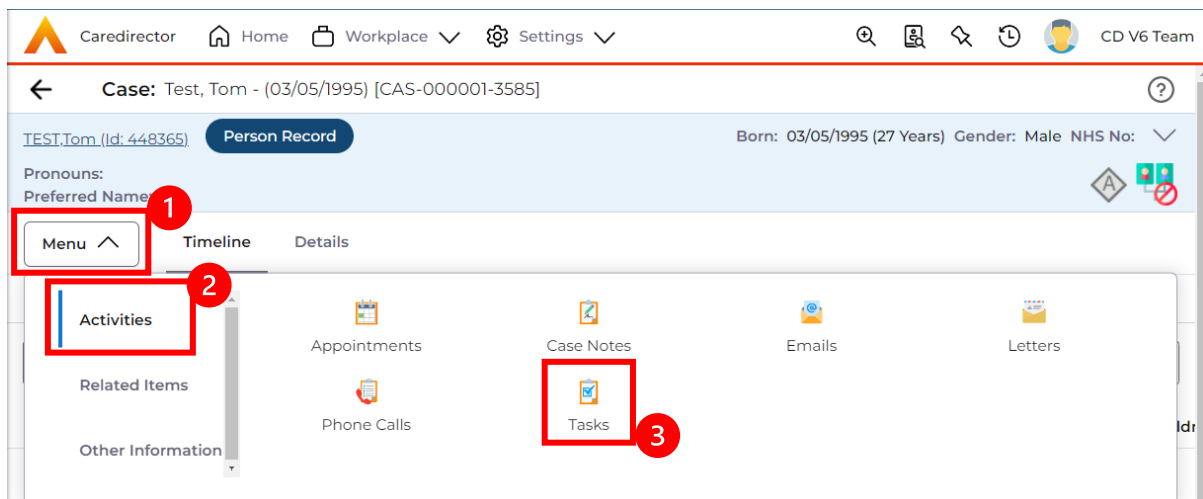 Caredirector Home Workplace Settings CD V6 Team
Case: Test, Tom - (03/05/1995) [CAS-000001-3585] ?
TEST,Tom (Id: 448365) Person Record Born: 03/05/1995 (27 Years) Gender: Male NHS No:
Pronouns:
Preferred Name:
A
1
Menu Timeline Details
2
Activities
Appointments Case Notes Emails Letters
Related Items
Phone Calls Tasks
3
Other Information